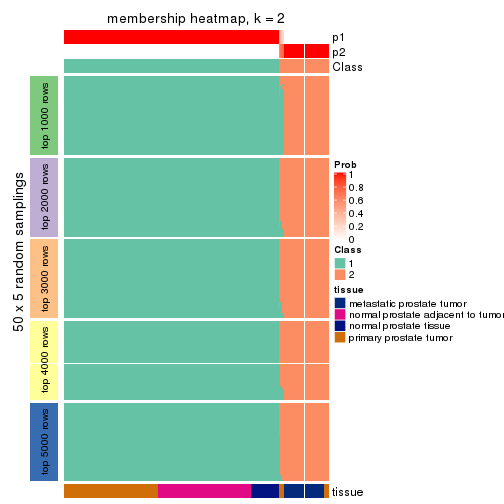 membership heatmap, k = 2
p1
p2
Class
50 x 5 random samplings
top 1000 rows
top 2000 rows
top 3000 rows
top 4000 rows
top 5000 rows
Prob
1
0.8
0.6
0.4
0.2
0
Class
1
2
tissue
metastatic prostate tumor
normal prostate adjacent to tumor
normal prostate tissue
primary prostate tumor
tissue